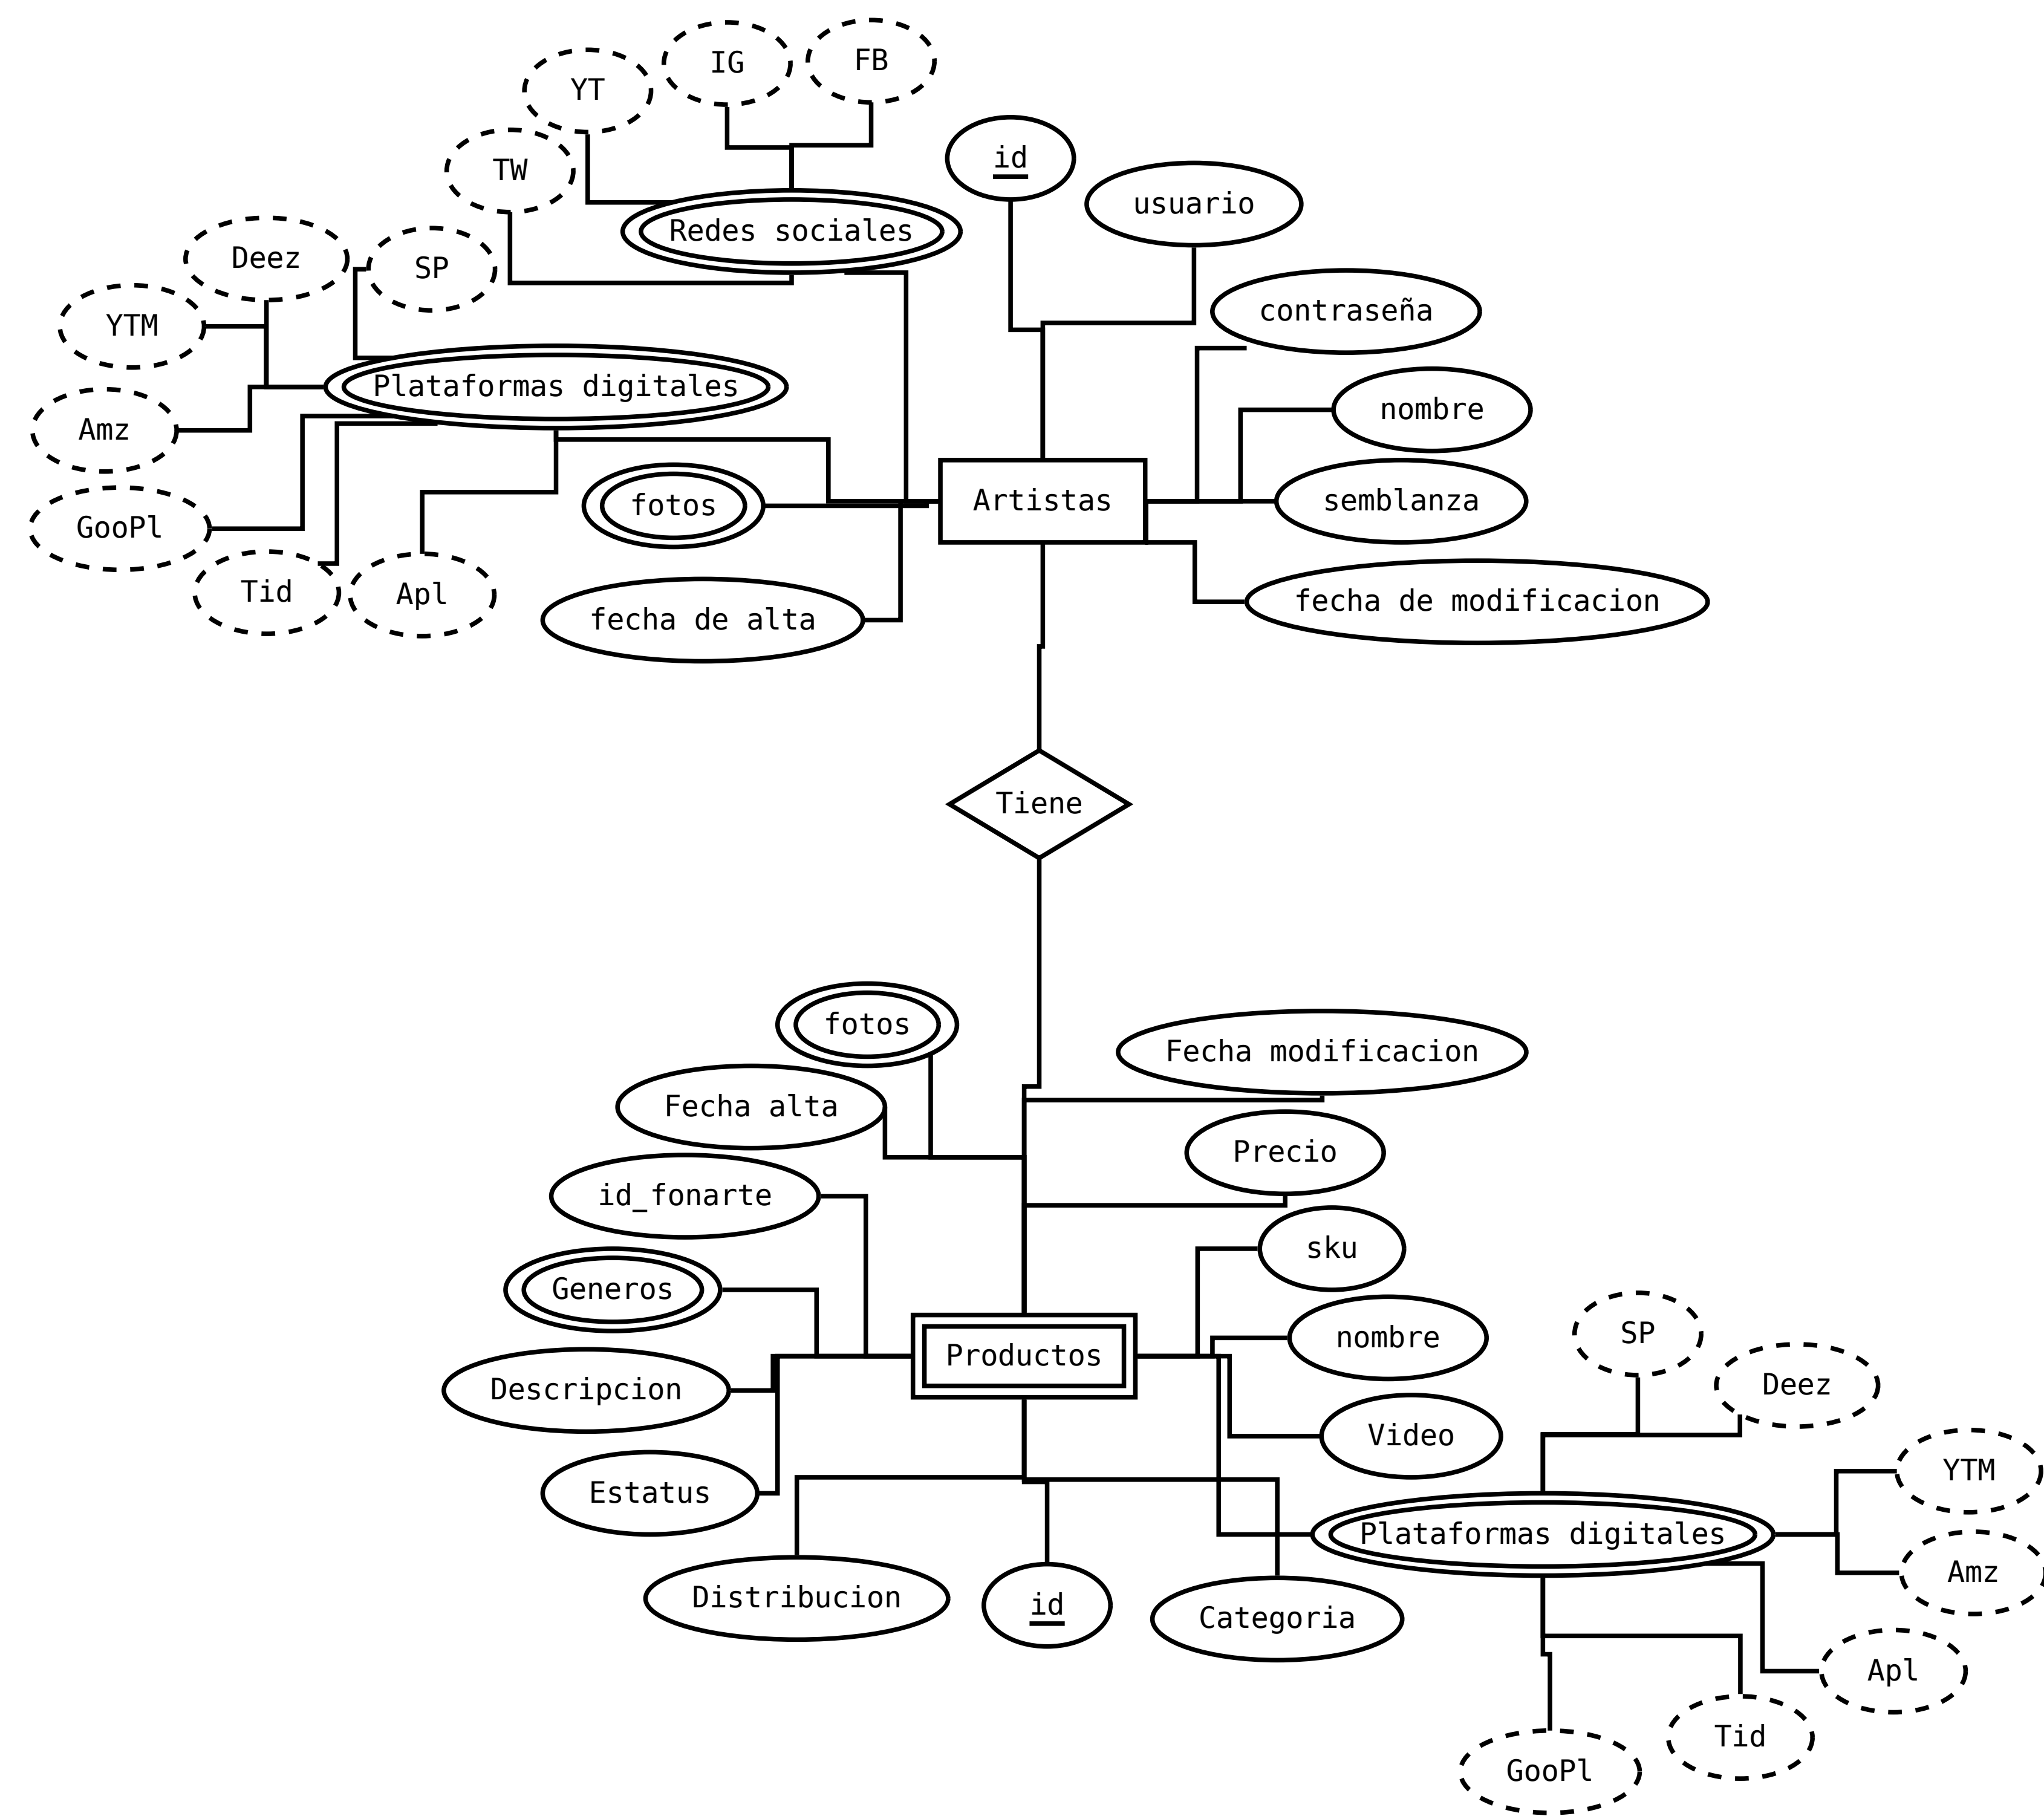 FB
IG
YT
TW
id
usuario
Redes sociales
Deez
SP
contraseña
YTM
Plataformas digitales
nombre
Amz
fotos
Artistas
semblanza
GooPl
Tid
Apl
fecha de alta
fecha de modificacion
Tiene
fotos
Fecha modificacion
Fecha alta
Precio
id_fonarte
sku
Generos
nombre
SP
Productos
Deez
Descripcion
Video
YTM
Estatus
Plataformas digitales
Amz
Distribucion
id
Categoria
Apl
Tid
GooPl